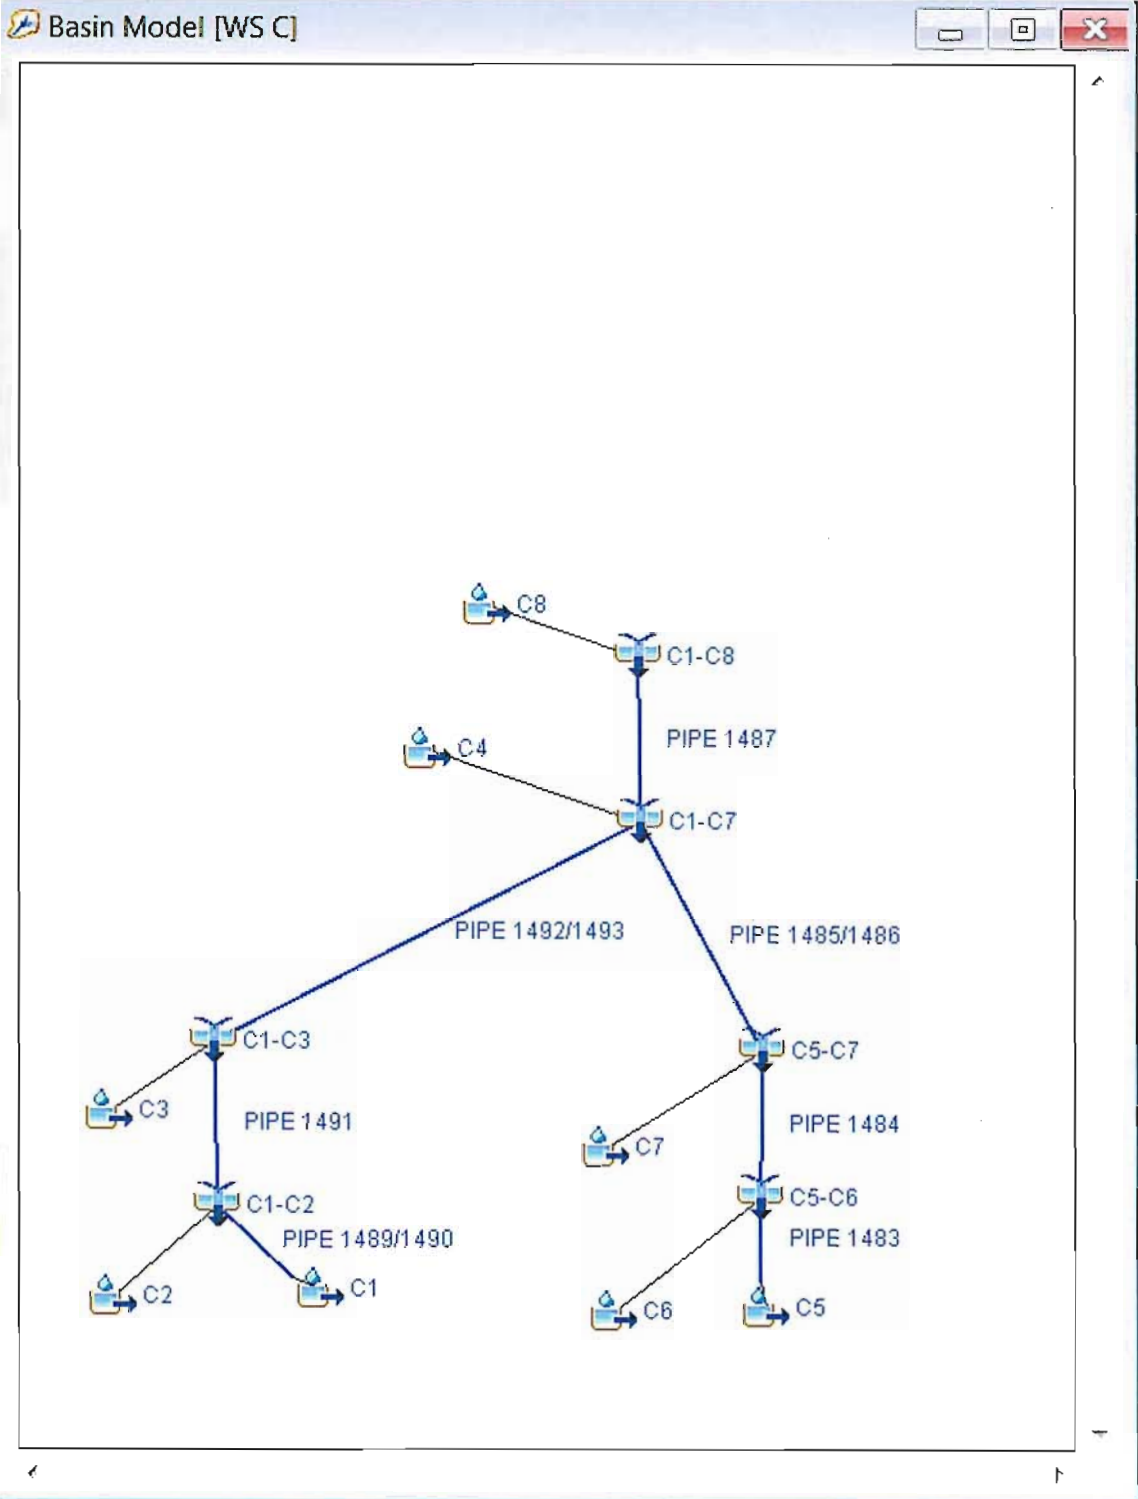 Basin Model [WS C]
C8
C1-C8
PIPE 1487
C4
C1-C7
PIPE 1492/1493
PIPE 1485/1486
C1-C3
C5-C7
C3
PIPE 1491
PIPE 1484
C7
C1-C2
C5-C6
PIPE 1489/1490
PIPE 1483
C2
C1
C6
C5